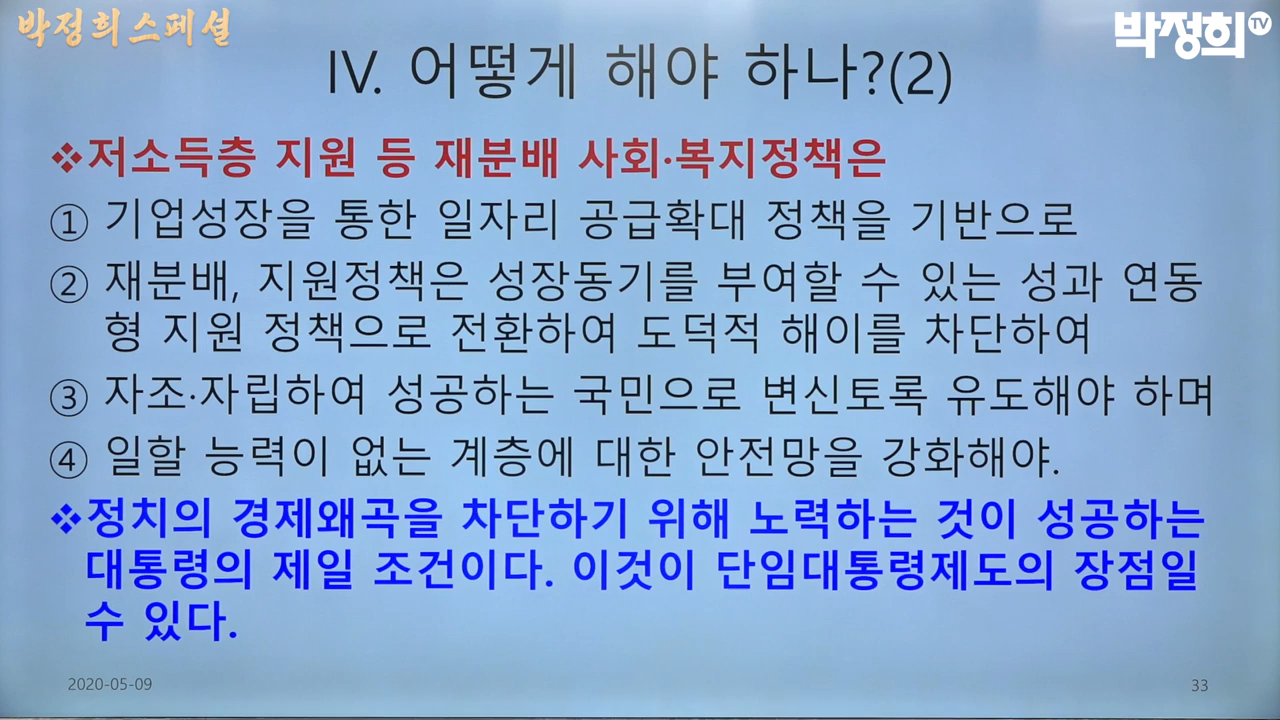 박정희스페셜
박정희TV
IV. 어떻게 해야 하나?(2)
❖저소득층 지원 등 재분배 사회·복지정책은
① 기업성장을 통한 일자리 공급확대 정책을 기반으로
② 재분배, 지원정책은 성장동기를 부여할 수 있는 성과 연동
형 지원 정책으로 전환하여 도덕적 해이를 차단하여
③ 자조·자립하여 성공하는 국민으로 변신토록 유도해야 하며
④ 일할 능력이 없는 계층에 대한 안전망을 강화해야.
❖정치의 경제왜곡을 차단하기 위해 노력하는 것이 성공하는
대통령의 제일 조건이다. 이것이 단임대통령제도의 장점일
수 있다.
2020-05-09
33